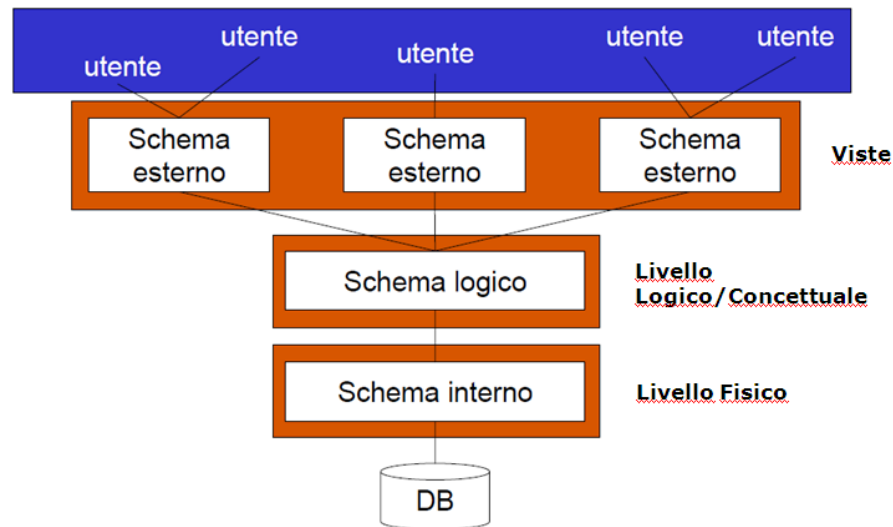 utente
utente
utente
utente
utente
Schema
esterno
Schema
esterno
Schema
esterno
Viste
Schema logico
Livello
Logico/Concettuale
Schema interno
Livello Fisico
DB